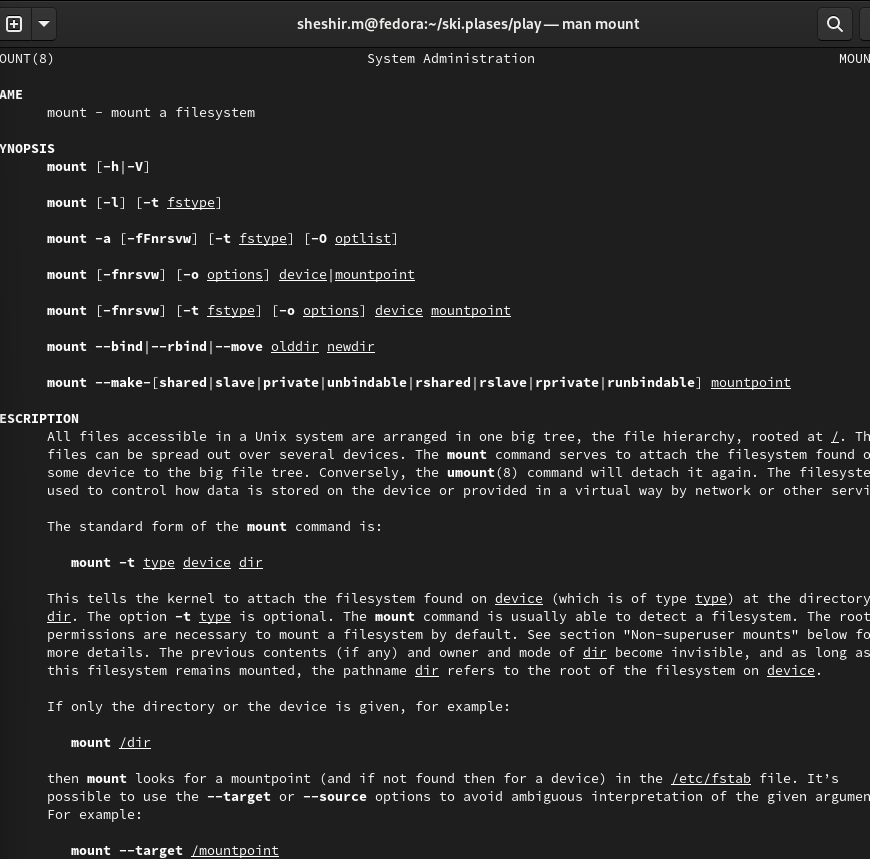 sheshir.m@fedora:~/ski.plases/play — man mount
OUNT(8) System Administration MOUN
AME
mount - mount a filesystem
YNOPSIS
mount [-h|-V]
mount [-l] [-t fstype]
mount -a [-fFnrsvw] [-t fstype] [-O optlist]
mount [-fnrsvw] [-o options] device|mountpoint
mount [-fnrsvw] [-t fstype] [-o options] device mountpoint
mount --bind|--rbind|--move olddir newdir
mount --make-[shared|slave|private|unbindable|rshared|rslave|rprivate|runbindable] mountpoint
ESCRIPTION
All files accessible in a Unix system are arranged in one big tree, the file hierarchy, rooted at /. Th
files can be spread out over several devices. The mount command serves to attach the filesystem found o
some device to the big file tree. Conversely, the umount(8) command will detach it again. The filesyste
used to control how data is stored on the device or provided in a virtual way by network or other servi
The standard form of the mount command is:
mount -t type device dir
This tells the kernel to attach the filesystem found on device (which is of type type) at the directory
dir. The option -t type is optional. The mount command is usually able to detect a filesystem. The root
permissions are necessary to mount a filesystem by default. See section "Non-superuser mounts" below fo
more details. The previous contents (if any) and owner and mode of dir become invisible, and as long as
this filesystem remains mounted, the pathname dir refers to the root of the filesystem on device.
If only the directory or the device is given, for example:
mount /dir
then mount looks for a mountpoint (and if not found then for a device) in the /etc/fstab file. It’s
possible to use the --target or --source options to avoid ambiguous interpretation of the given argumen
For example:
mount --target /mountpoint